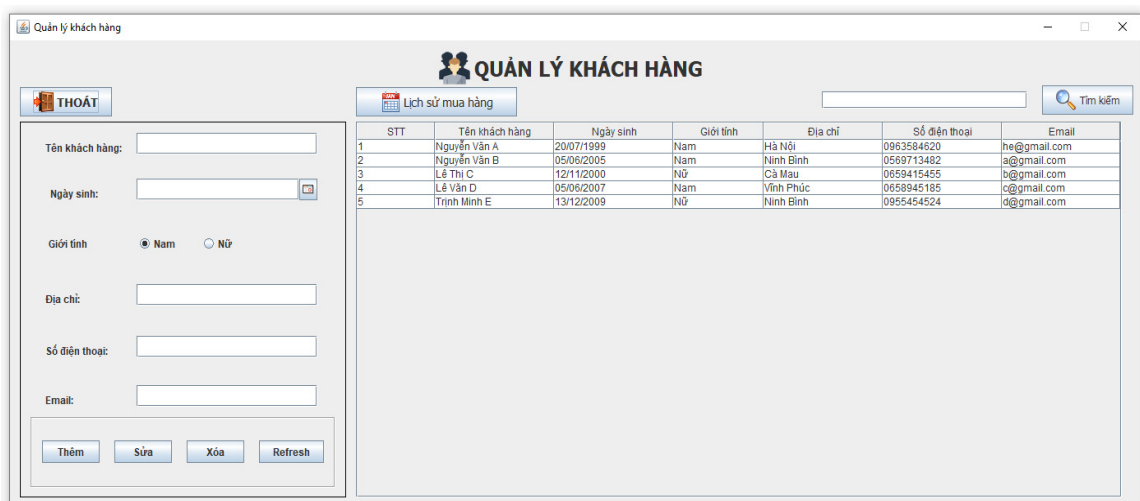 Quản lý khách hàng
QUẢN LÝ KHÁCH HÀNG
THOÁT
Lịch sử mua hàng
Tìm kiếm
Tên khách hàng:
Ngày sinh:
Giới tính
Nam
Nữ
Địa chỉ:
Số điện thoại:
Email:
Thêm
Sửa
Xóa
Refresh
STT Tên khách hàng Ngày sinh Giới tính Địa chỉ Số điện thoại Email
1 Nguyễn Văn A 20/07/1999 Nam Hà Nội 0963584620 he@gmail.com
2 Nguyễn Văn B 05/06/2005 Nam Ninh Bình 0569713482 a@gmail.com
3 Lê Thị C 12/11/2000 Nữ Cà Mau 0659415455 b@gmail.com
4 Lê Văn D 05/06/2007 Nam Vĩnh Phúc 0658945185 c@gmail.com
5 Trịnh Minh E 13/12/2009 Nữ Ninh Bình 0955454524 d@gmail.com